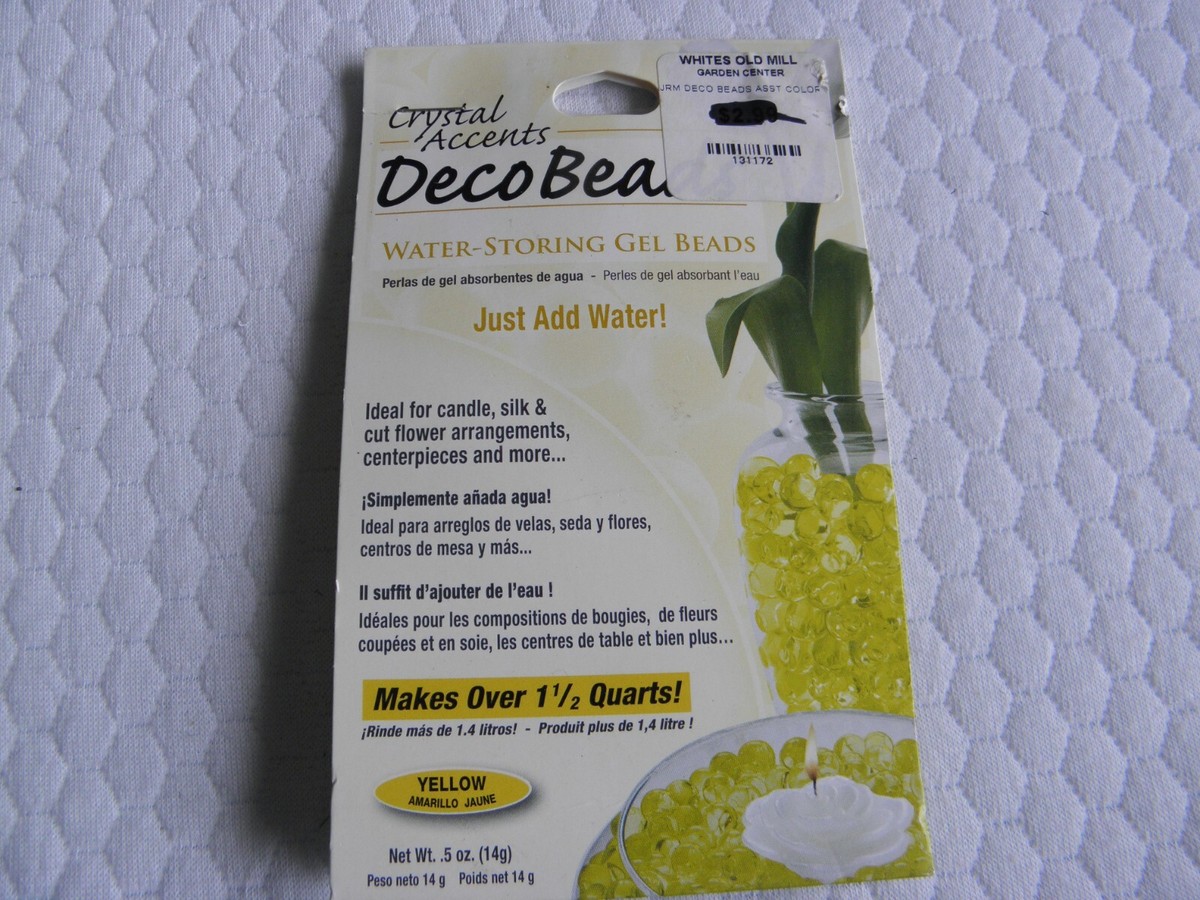 WHITES OLD MILL
GARDEN CENTER
JRM DECO BEADS ASST COLOR
131172
Crystal
Accents
Deco Bea
WATER-STORING GEL BEADS
Perlas de gel absorbentes de agua - Perles de gel absorbant l'eau
Just Add Water!
Ideal for candle, silk &
cut flower arrangements,
centerpieces and more...
¡Simplemente añada agua!
Ideal para arreglos de velas, seda y flores,
centros de mesa y más...
Il suffit d'ajouter de l'eau !
Idéales pour les compositions de bougies, de fleurs
coupées et en soie, les centres de table et bien plus...
Makes Over 1 1/2 Quarts!
¡Rinde más de 1.4 litros! - Produit plus de 1,4 litre !
YELLOW
AMARILLO JAUNE
Net Wt. .5 oz. (14g)
Peso neto 14 g Poids net 14 g